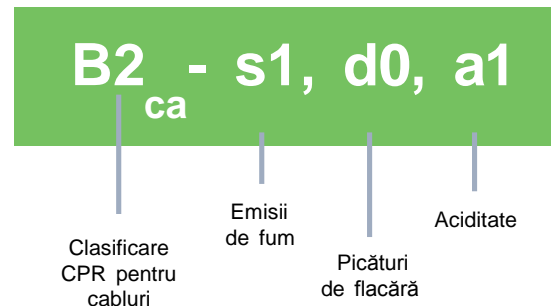 B2ca - s1, d0, a1
Clasificare
CPR pentru
cabluri
Emisii
de fum
Picături
de flacără
Aciditate